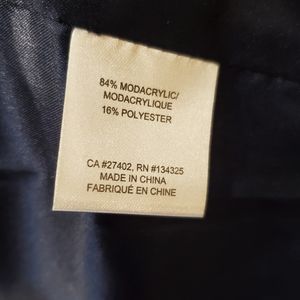 84% MODACRYLIC/
MODACRYLIQUE
16% POLYESTER
CA #27402, RN #134325
MADE IN CHINA
FABRIQUÉ EN CHINE